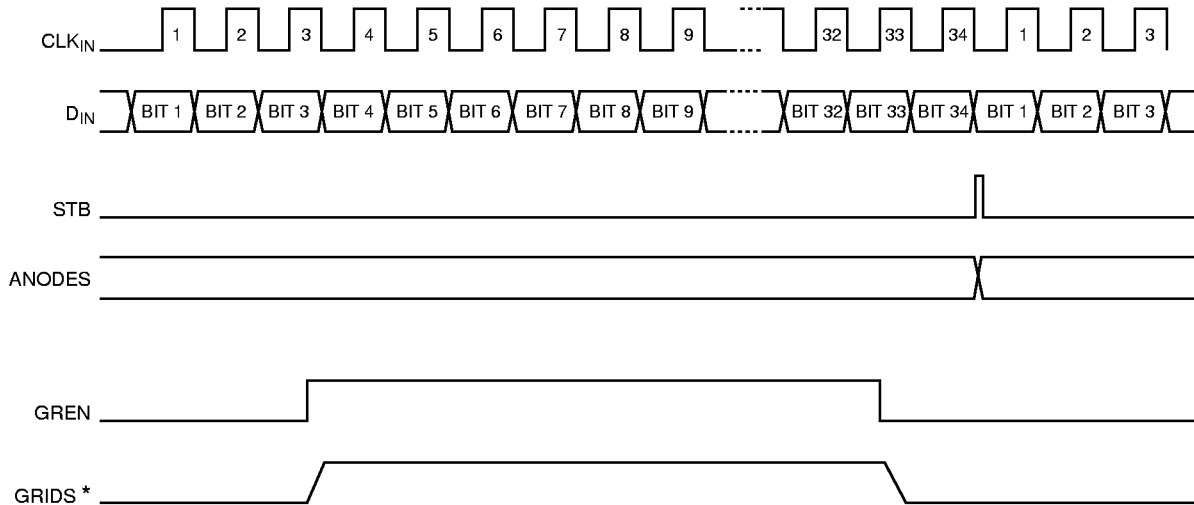 CLKIN 1 2 3 4 5 6 7 8 9 32 33 34 1 2 3
DIN BIT 1 BIT 2 BIT 3 BIT 4 BIT 5 BIT 6 BIT 7 BIT 8 BIT 9 BIT 32 BIT 33 BIT 34 BIT 1 BIT 2 BIT 3
STB
ANODES
GREN
GRIDS *